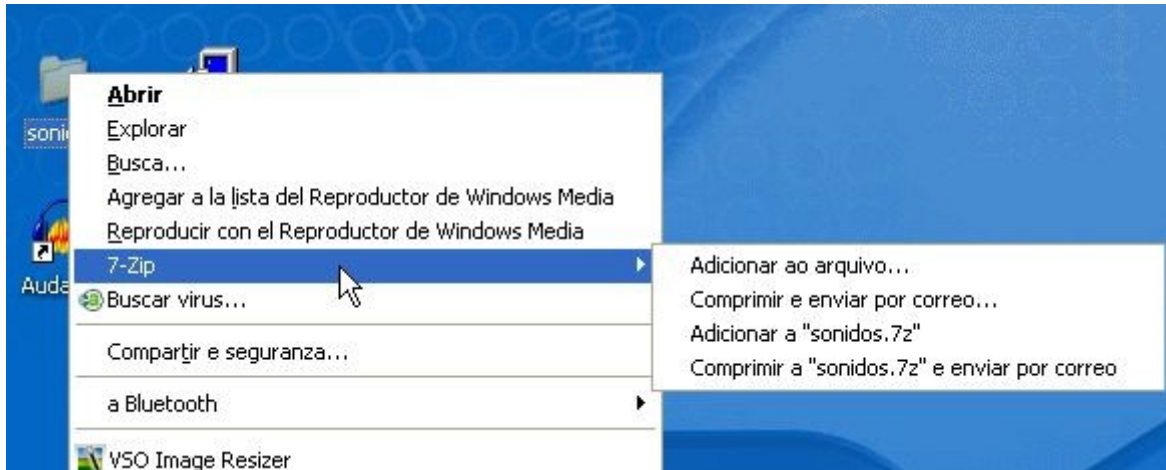 Abrir
Explorar
Busca...
Agregar a la lista del Reproductor de Windows Media
Reproducir con el Reproductor de Windows Media
7-Zip
Buscar virus...
Compartir e seguranza...
a Bluetooth
VSO Image Resizer
Adicionar ao arquivo...
Comprimir e enviar por correo...
Adicionar a "sonidos.7z"
Comprimir a "sonidos.7z" e enviar por correo